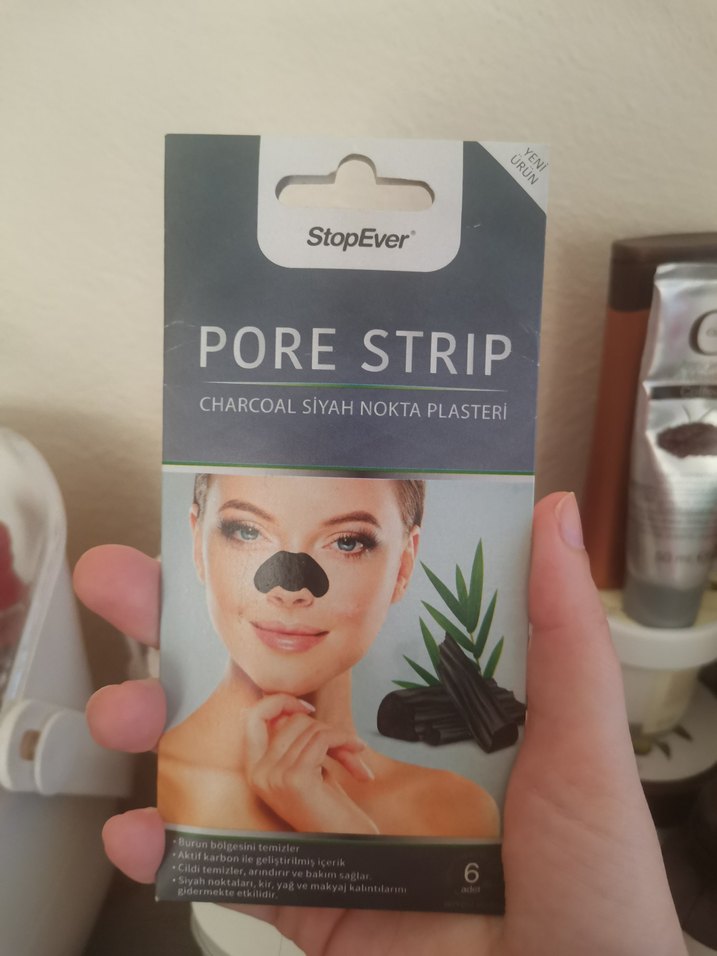 YENİ
ÜRÜN
StopEver®
PORE STRIP
CHARCOAL SİYAH NOKTA PLASTERİ
• Burun bölgesini temizler
• Aktif karbon ile geliştirilmiş içerik
• Cildi temizler, arındırır ve bakım sağlar.
• Siyah noktaları, kir, yağ ve makyaj kalıntılarını
gidermekte etkilidir.
6
adet